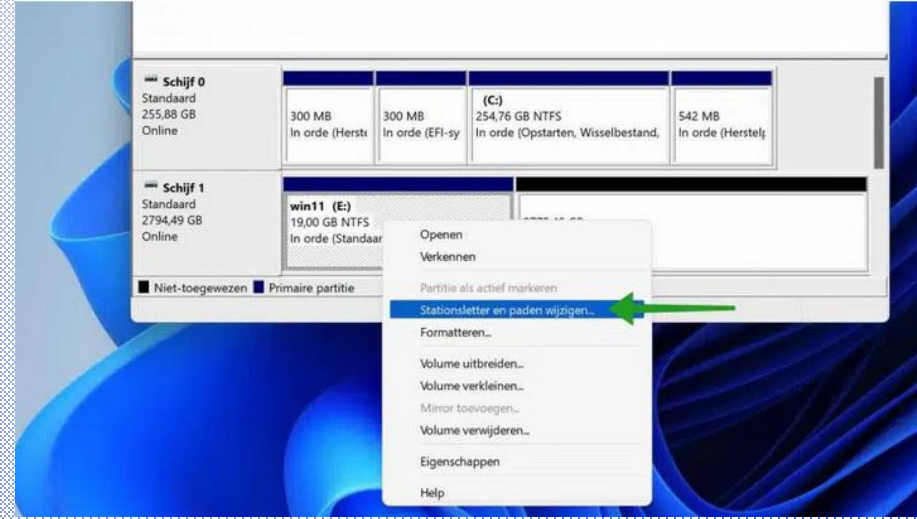 Schijf 0
Standaard
255,88 GB
Online
300 MB
In orde (Herste
300 MB
In orde (EFI-sy
(C:)
254,76 GB NTFS
In orde (Opstarten, Wisselbestand,
542 MB
In orde (Herstelp
Schijf 1
Standaard
2794,49 GB
Online
win11 (E:)
19,00 GB NTFS
In orde (Standaar
Niet-toegewezen
Primaire partitie
Openen
Verkennen
Partitie als actief markeren
Stationsletter en paden wijzigen...
Formatteren...
Volume uitbreiden...
Volume verkleinen...
Mirror toevoegen...
Volume verwijderen...
Eigenschappen
Help